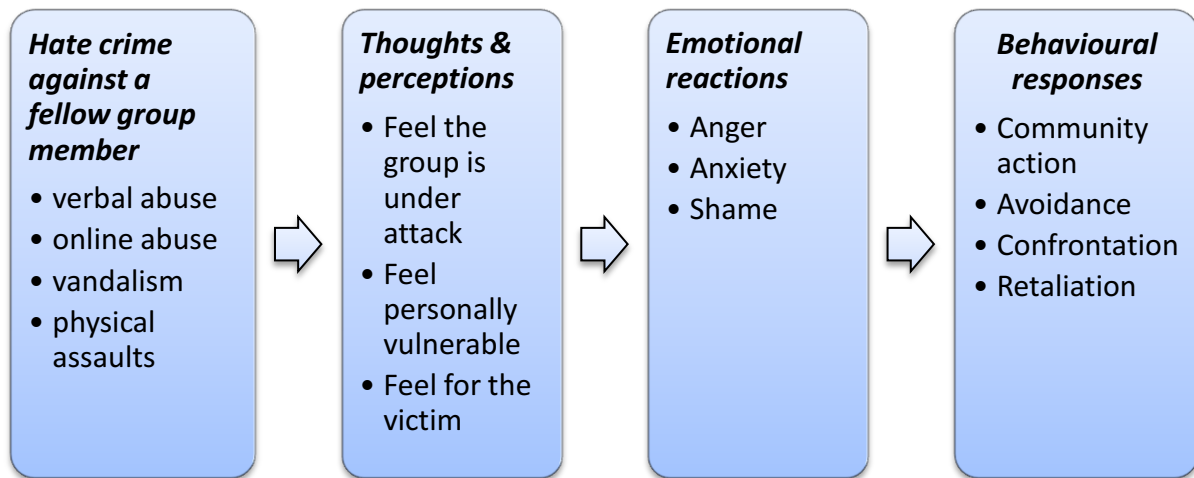 Hate crime
against a
fellow group
member
• verbal abuse
• online abuse
• vandalism
• physical
assaults
Thoughts &
perceptions
• Feel the
group is
under
attack
• Feel
personally
vulnerable
• Feel for the
victim
Emotional
reactions
• Anger
• Anxiety
• Shame
Behavioural
responses
• Community
action
• Avoidance
• Confrontation
• Retaliation